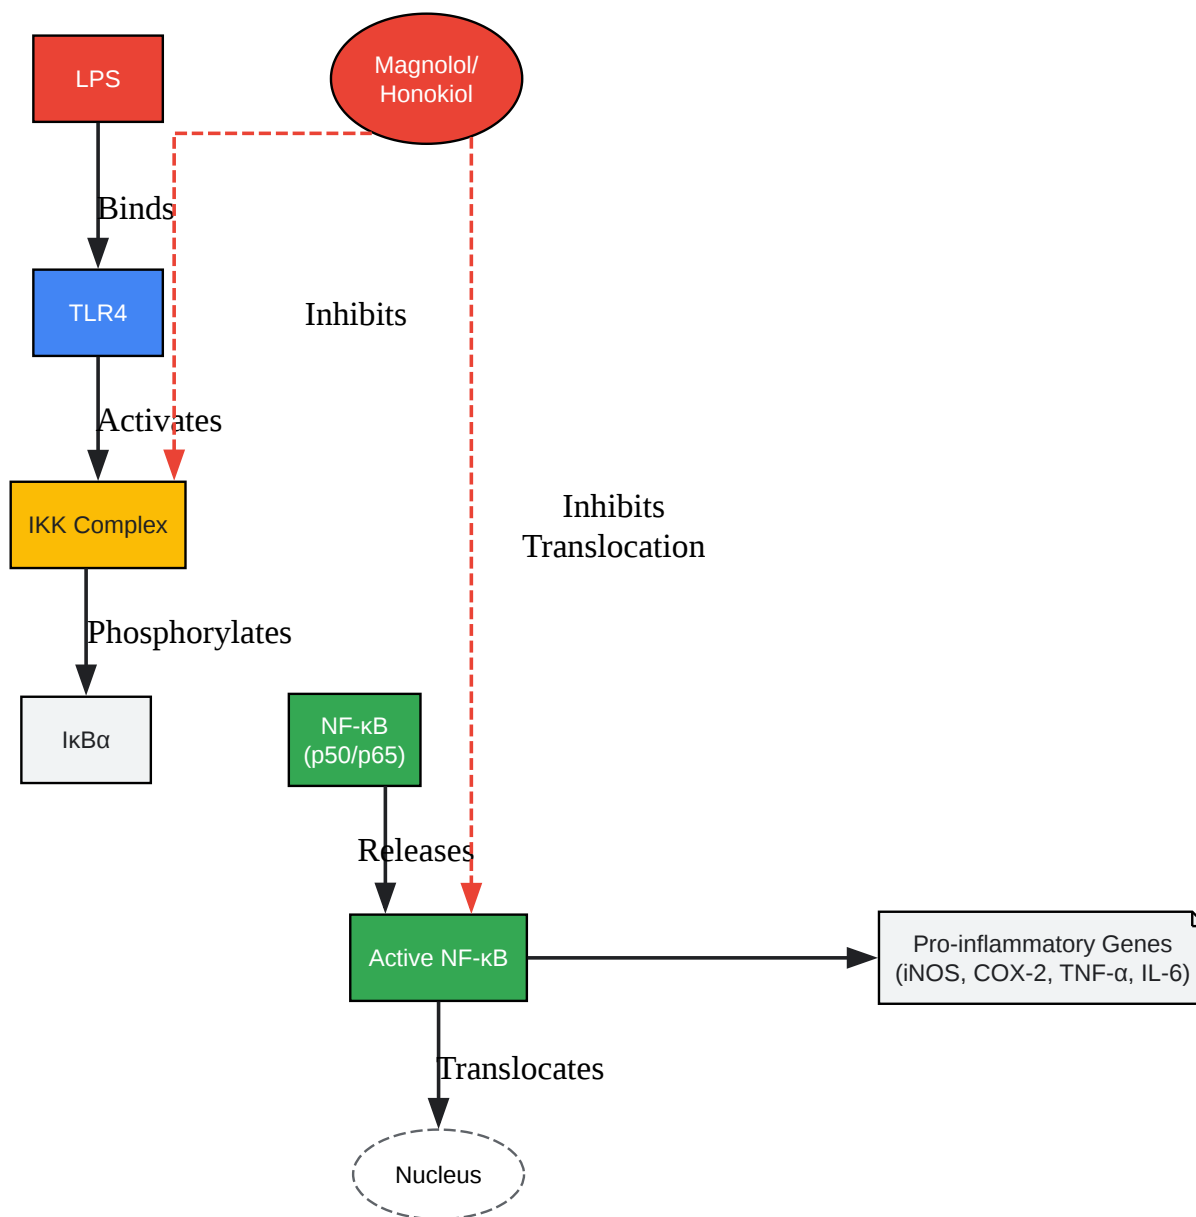 LPS
Magnolol/
Honokiol
Binds
TLR4
Inhibits
Activates
IKK Complex
Inhibits
Translocation
Phosphorylates
IκBα
NF-κB
(p50/p65)
Releases
Active NF-κB
Pro-inflammatory Genes
(iNOS, COX-2, TNF-α, IL-6)
Translocates
Nucleus